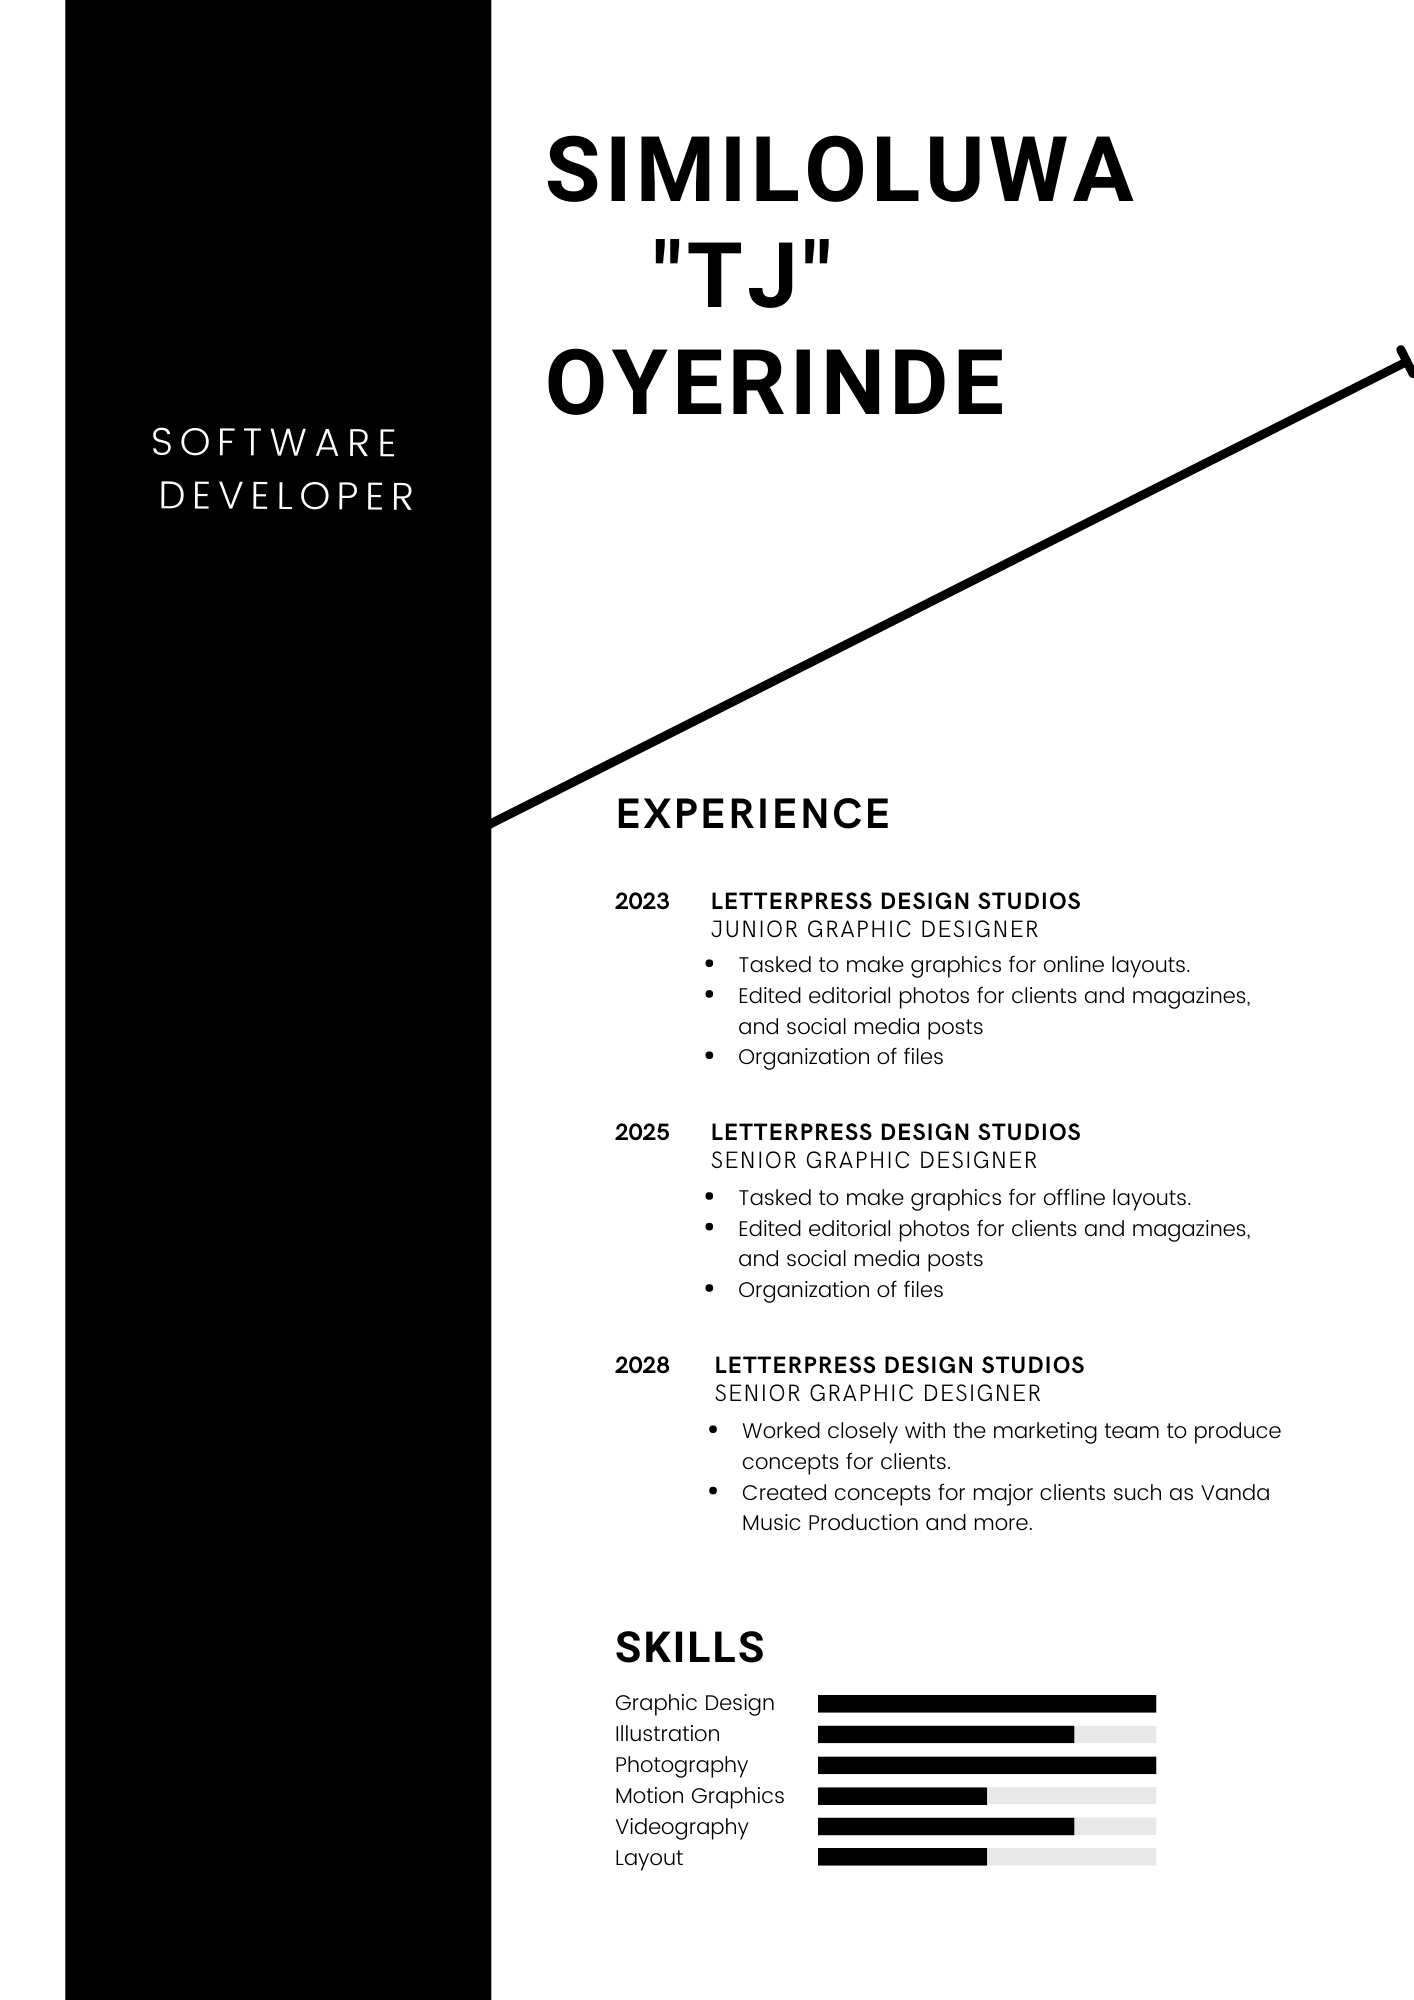 SIMILOLUWA
"TJ"
OYERINDE
SOFTWARE
DEVELOPER
EXPERIENCE
2023 LETTERPRESS DESIGN STUDIOS
JUNIOR GRAPHIC DESIGNER
• Tasked to make graphics for online layouts.
• Edited editorial photos for clients and magazines,
and social media posts
• Organization of files
2025 LETTERPRESS DESIGN STUDIOS
SENIOR GRAPHIC DESIGNER
• Tasked to make graphics for offline layouts.
• Edited editorial photos for clients and magazines,
and social media posts
• Organization of files
2028 LETTERPRESS DESIGN STUDIOS
SENIOR GRAPHIC DESIGNER
• Worked closely with the marketing team to produce
concepts for clients.
• Created concepts for major clients such as Vanda
Music Production and more.
SKILLS
Graphic Design
Illustration
Photography
Motion Graphics
Videography
Layout